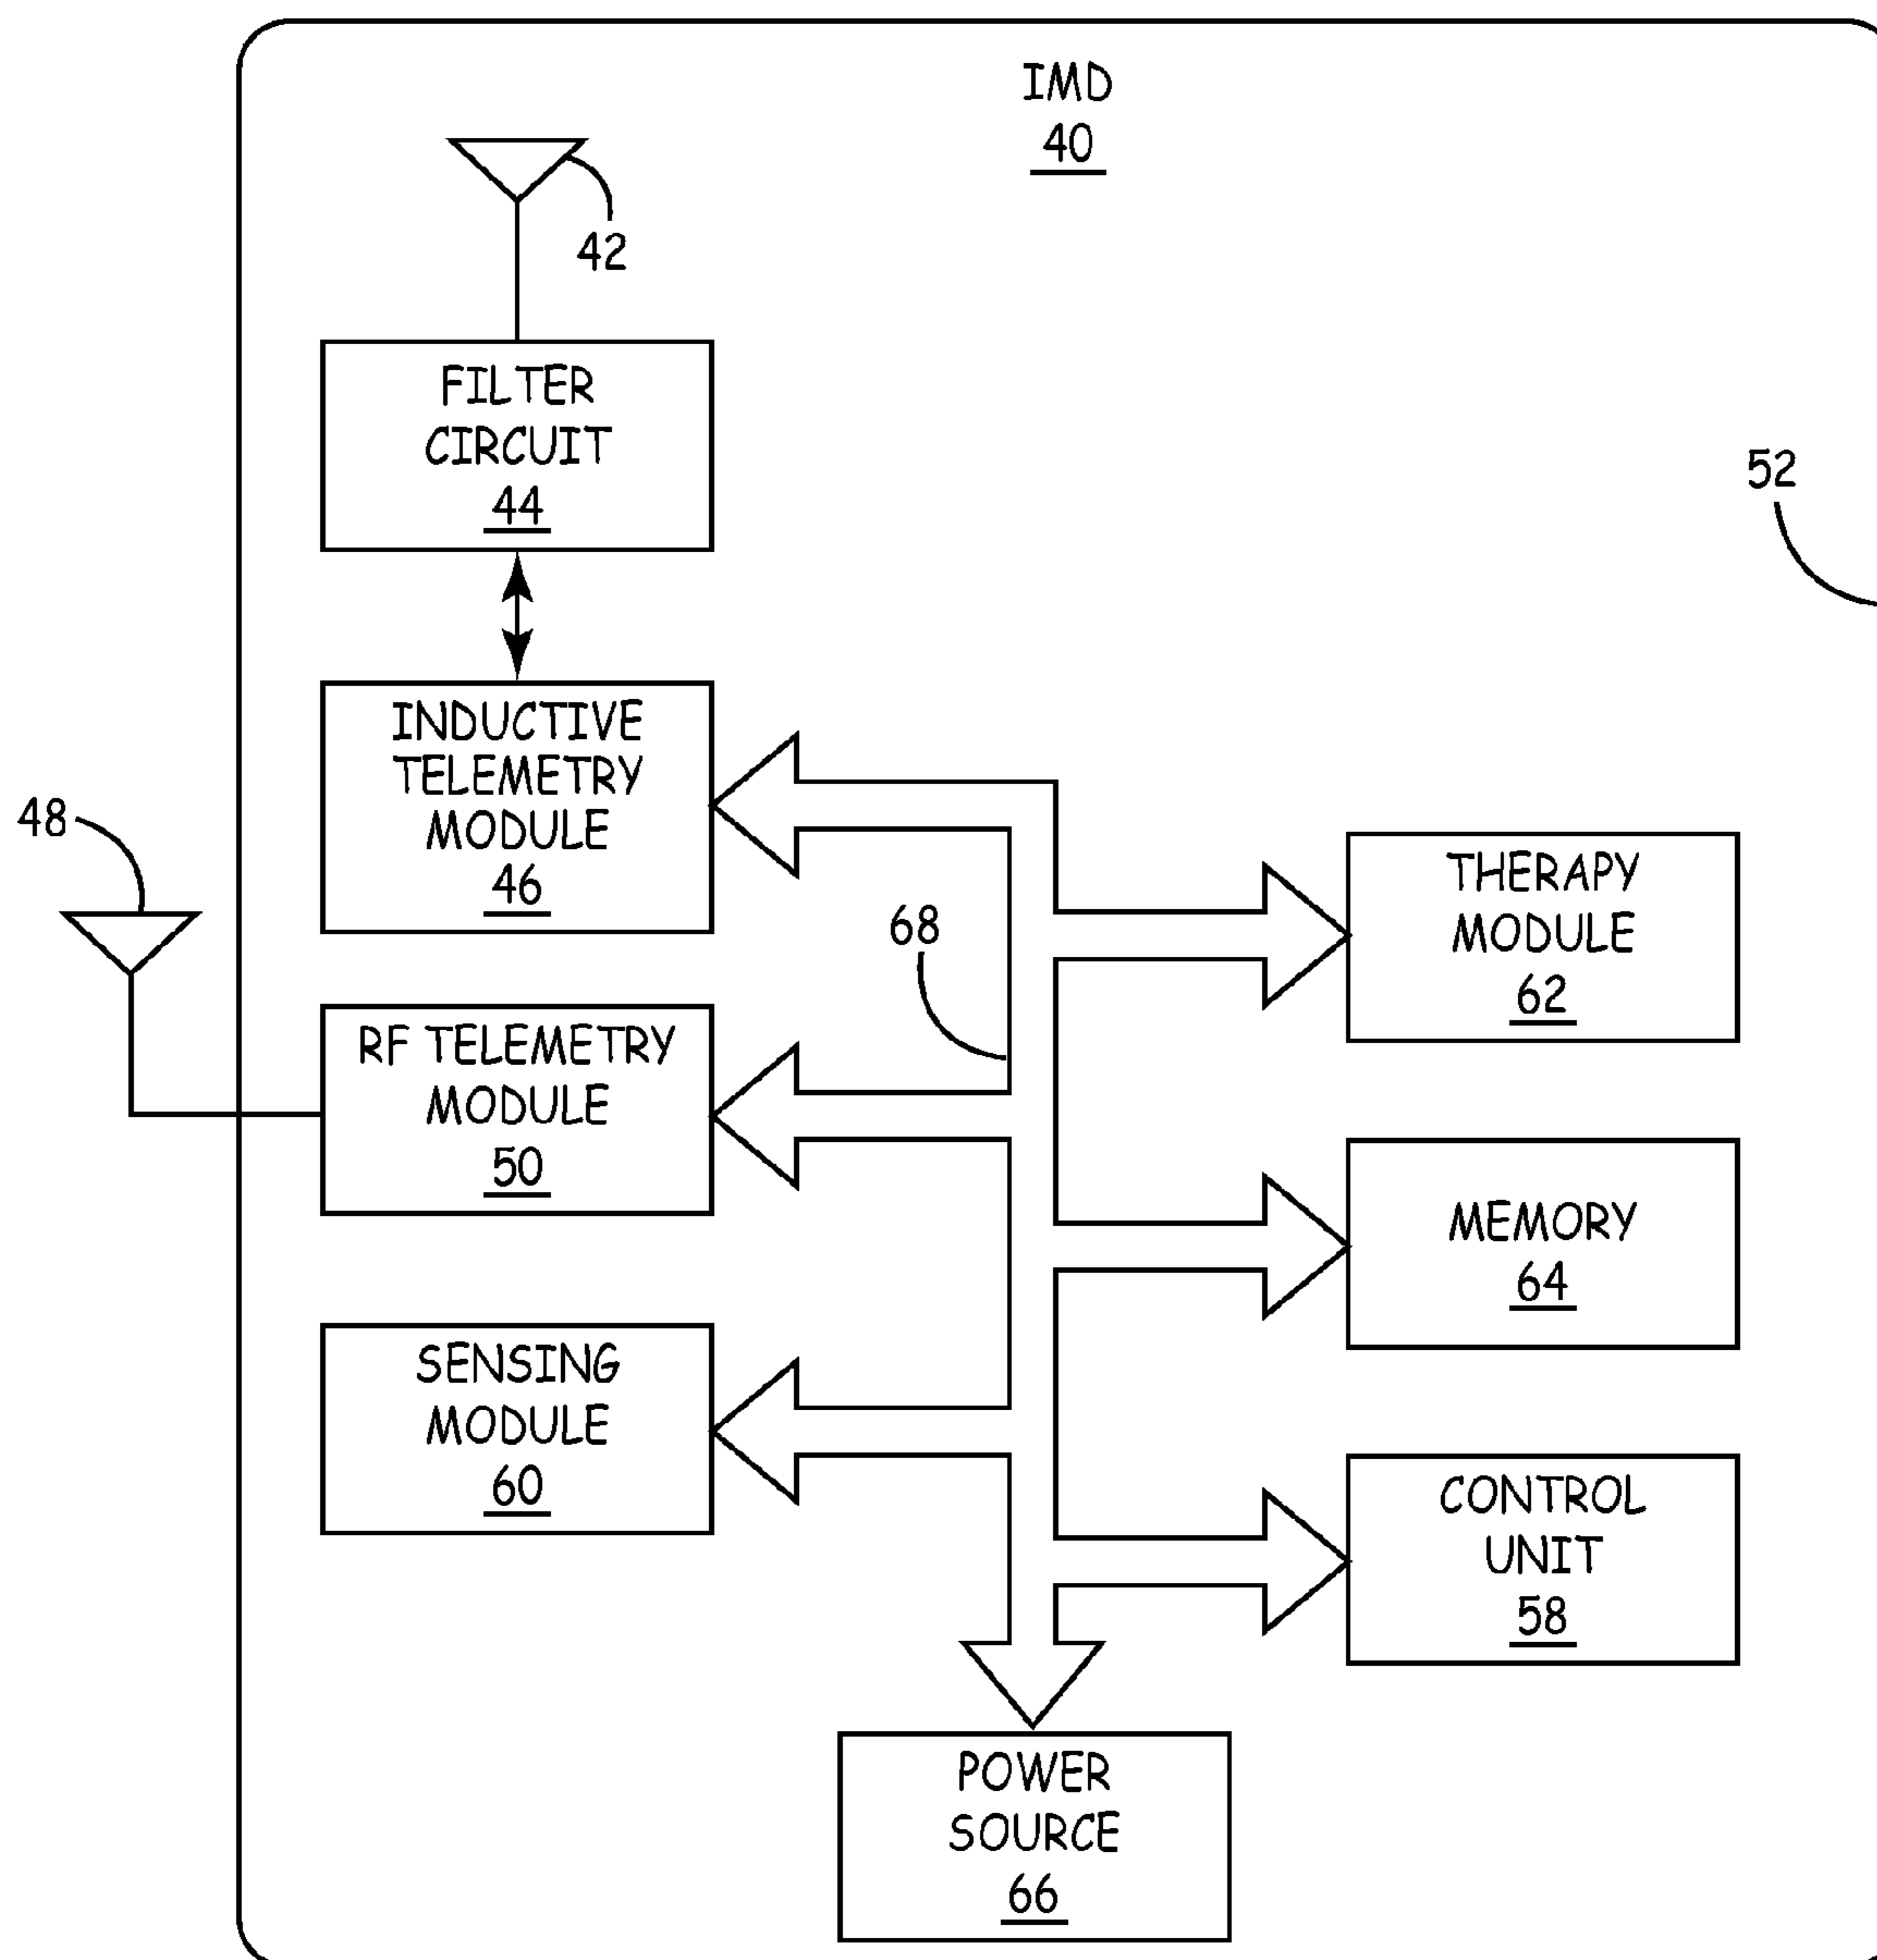 IMD
40
42
FILTER
CIRCUIT
44
52
INDUCTIVE
TELEMETRY
MODULE
46
48
THERAPY
MODULE
62
68
RF TELEMETRY
MODULE
50
MEMORY
64
SENSING
MODULE
60
CONTROL
UNIT
58
POWER
SOURCE
66